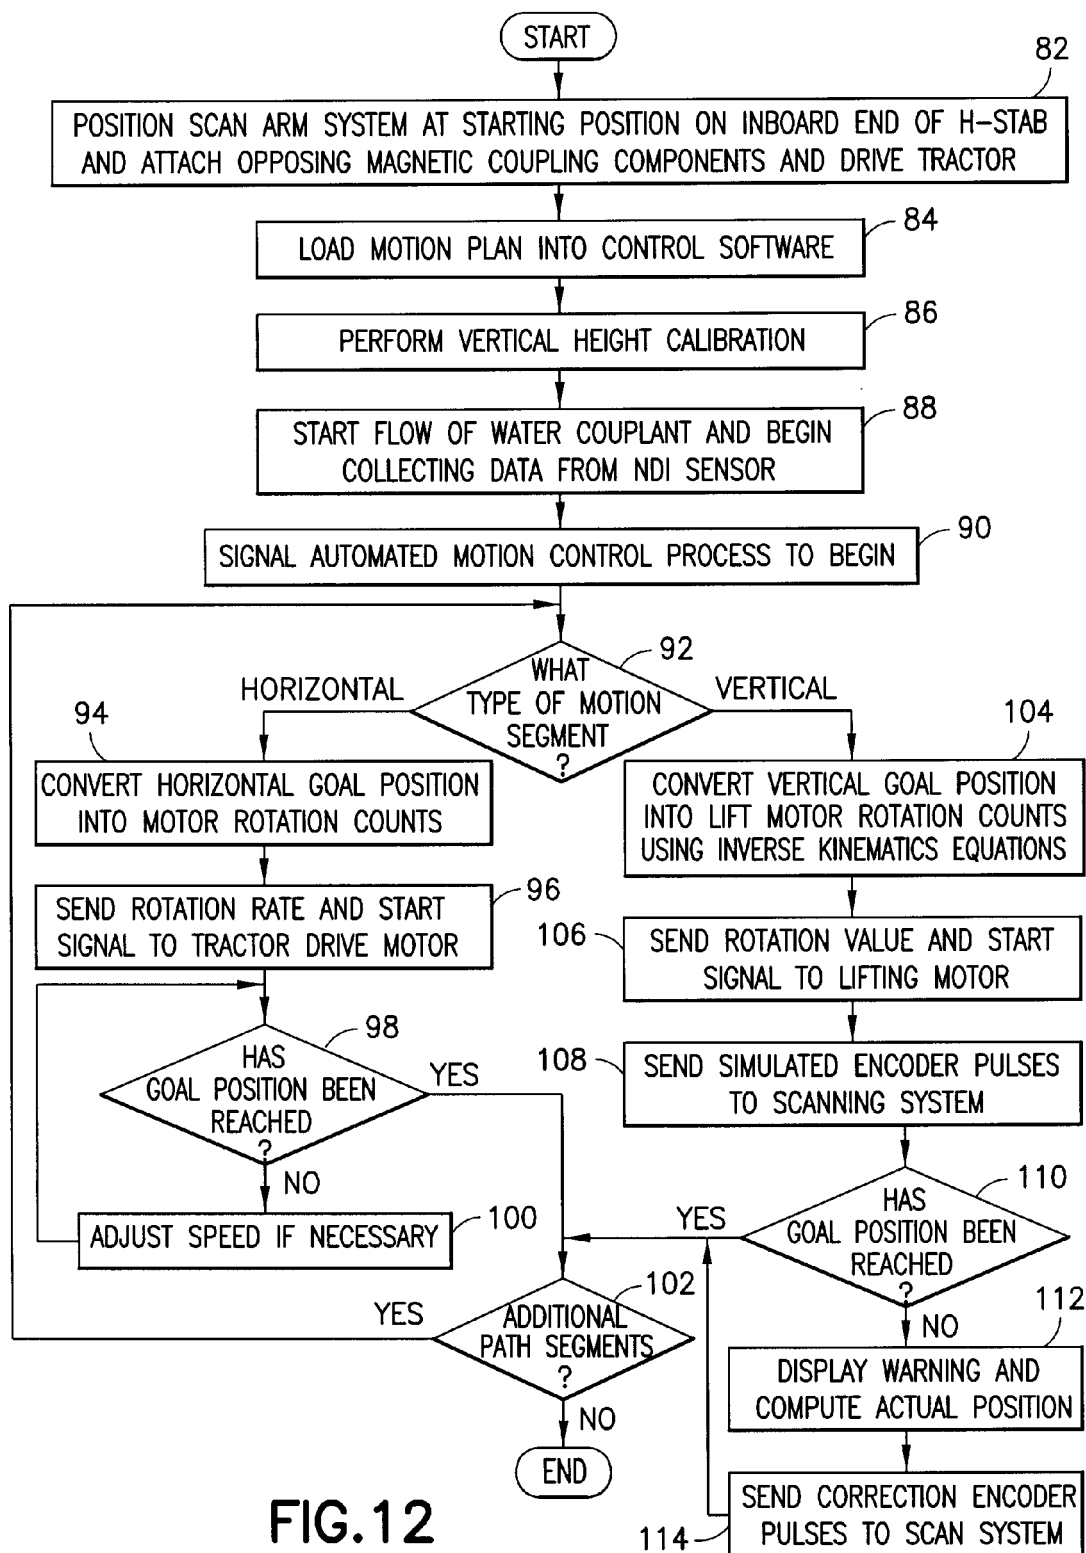 START
82
POSITION SCAN ARM SYSTEM AT STARTING POSITION ON INBOARD END OF H-STAB
AND ATTACH OPPOSING MAGNETIC COUPLING COMPONENTS AND DRIVE TRACTOR
84
LOAD MOTION PLAN INTO CONTROL SOFTWARE
86
PERFORM VERTICAL HEIGHT CALIBRATION
88
START FLOW OF WATER COUPLANT AND BEGIN
COLLECTING DATA FROM NDI SENSOR
90
SIGNAL AUTOMATED MOTION CONTROL PROCESS TO BEGIN
92
WHAT
TYPE OF MOTION
SEGMENT
?
HORIZONTAL
VERTICAL
94
CONVERT HORIZONTAL GOAL POSITION
INTO MOTOR ROTATION COUNTS
96
SEND ROTATION RATE AND START
SIGNAL TO TRACTOR DRIVE MOTOR
98
HAS
GOAL POSITION BEEN
REACHED
?
YES
NO
ADJUST SPEED IF NECESSARY
100
104
CONVERT VERTICAL GOAL POSITION
INTO LIFT MOTOR ROTATION COUNTS
USING INVERSE KINEMATICS EQUATIONS
106
SEND ROTATION VALUE AND START
SIGNAL TO LIFTING MOTOR
108
SEND SIMULATED ENCODER PULSES
TO SCANNING SYSTEM
110
HAS
GOAL POSITION BEEN
REACHED
?
YES
NO
112
DISPLAY WARNING AND
COMPUTE ACTUAL POSITION
SEND CORRECTION ENCODER
PULSES TO SCAN SYSTEM
114
102
ADDITIONAL
PATH SEGMENTS
?
YES
NO
END
FIG.12